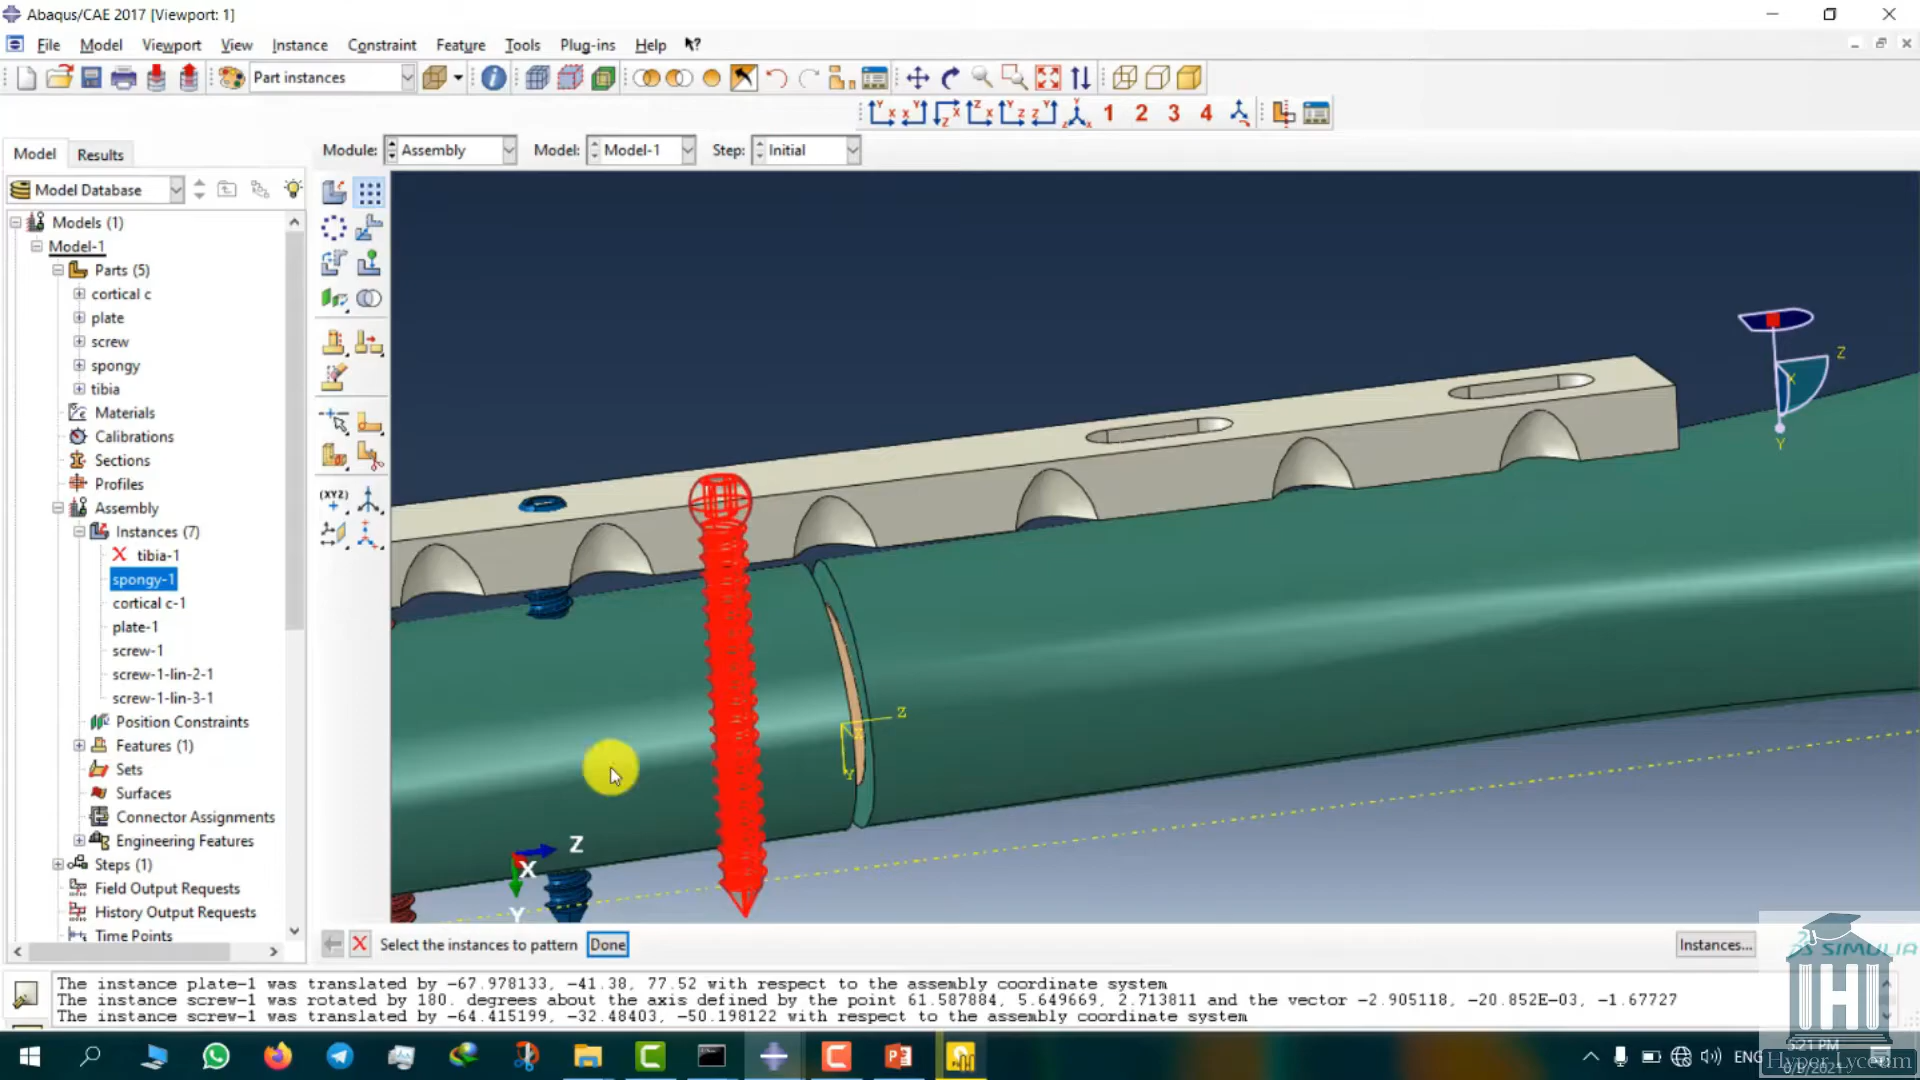 Abaqus/CAE 2017 [Viewport: 1]
File Model Viewport View Instance Constraint Feature Tools Plug-ins Help
Part instances
1 2 3 4
Model Results
Module: Assembly Model: Model-1 Step: Initial
Model Database
Models (1)
Model-1
Parts (5)
cortical c
plate
screw
spongy
tibia
Materials
Calibrations
Sections
Profiles
Assembly
Instances (7)
tibia-1
spongy-1
cortical c-1
plate-1
screw-1
screw-1-lin-2-1
screw-1-lin-3-1
Position Constraints
Features (1)
Sets
Surfaces
Connector Assignments
Engineering Features
Steps (1)
Field Output Requests
History Output Requests
Time Points
(XYZ)
Z
X
Y
Z
Y
Z
X
Y
Select the instances to pattern Done
Instances...
SIMULIA
The instance plate-1 was translated by -67.978133, -41.38, 77.52 with respect to the assembly coordinate system
The instance screw-1 was rotated by 180. degrees about the axis defined by the point 61.587884, 5.649669, 2.713811 and the vector -2.905118, -20.852E-03, -1.67727
The instance screw-1 was translated by -64.415199, -32.48403, -50.198122 with respect to the assembly coordinate system
ENG
5:21 PM
Hyper Lyceum